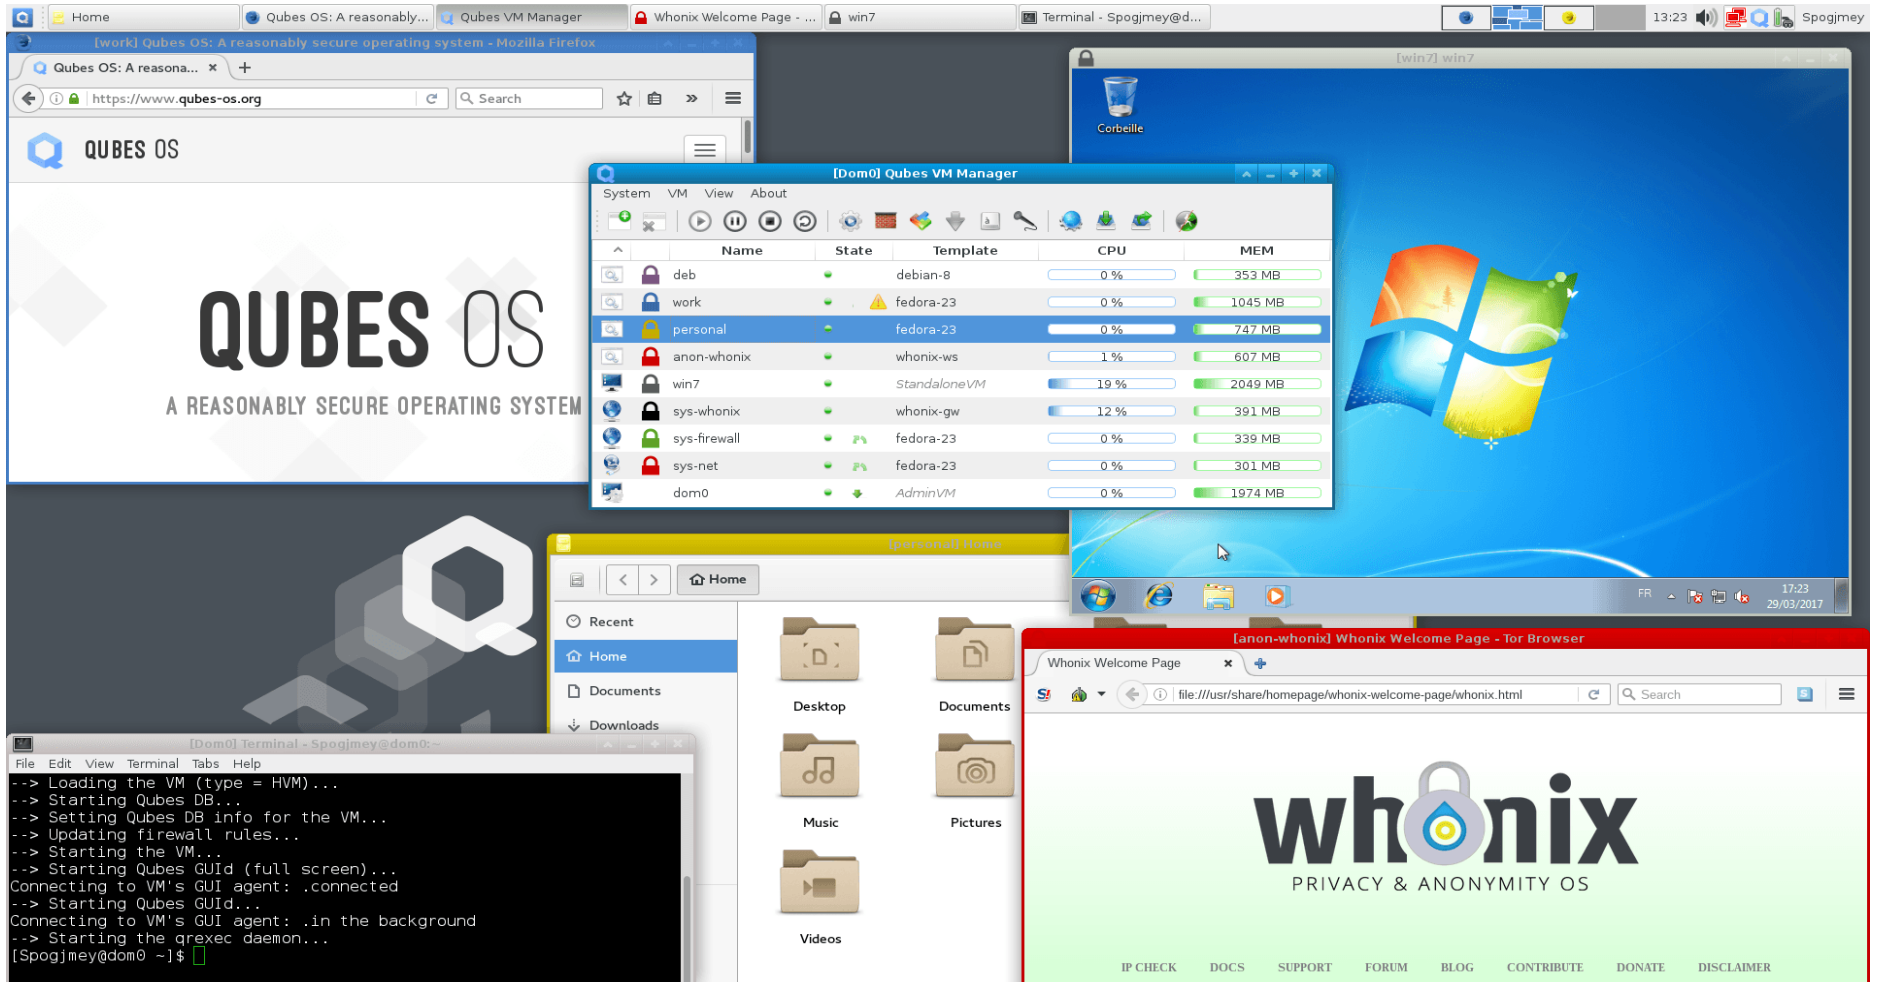 Home
Qubes OS: A reasonably...
Qubes VM Manager
Whonix Welcome Page - ...
win7
Terminal - Spogjmey@d...
13:23
Spogjmey
[work] Qubes OS: A reasonably secure operating system - Mozilla Firefox
Qubes OS: A reasona...
https://www.qubes-os.org
Search
QUBES OS
QUBES OS
A REASONABLY SECURE OPERATING SYSTEM
[win7] win7
Corbeille
FR
17:23
29/03/2017
[Dom0] Qubes VM Manager
System VM View About
Name State Template CPU MEM
deb debian-8 0 % 353 MB
work fedora-23 0 % 1045 MB
personal fedora-23 0 % 747 MB
anon-whonix whonix-ws 1 % 607 MB
win7 StandaloneVM 19 % 2049 MB
sys-whonix whonix-gw 12 % 391 MB
sys-firewall fedora-23 0 % 339 MB
sys-net fedora-23 0 % 301 MB
dom0 AdminVM 0 % 1974 MB
[personal] Home
Home
Recent
Home
Documents
Downloads
Desktop
Documents
Music
Pictures
Videos
[Dom0] Terminal - Spogjmey@dom0:~
File Edit View Terminal Tabs Help
--> Loading the VM (type = HVM)...
--> Starting Qubes DB...
--> Setting Qubes DB info for the VM...
--> Updating firewall rules...
--> Starting the VM...
--> Starting Qubes GUId (full screen)...
Connecting to VM's GUI agent: .connected
--> Starting Qubes GUId...
Connecting to VM's GUI agent: .in the background
--> Starting the qrexec daemon...
[Spogjmey@dom0 ~]$
[anon-whonix] Whonix Welcome Page - Tor Browser
Whonix Welcome Page
file:///usr/share/homepage/whonix-welcome-page/whonix.html
Search
whonix
PRIVACY & ANONYMITY OS
IP CHECK DOCS SUPPORT FORUM BLOG CONTRIBUTE DONATE DISCLAIMER